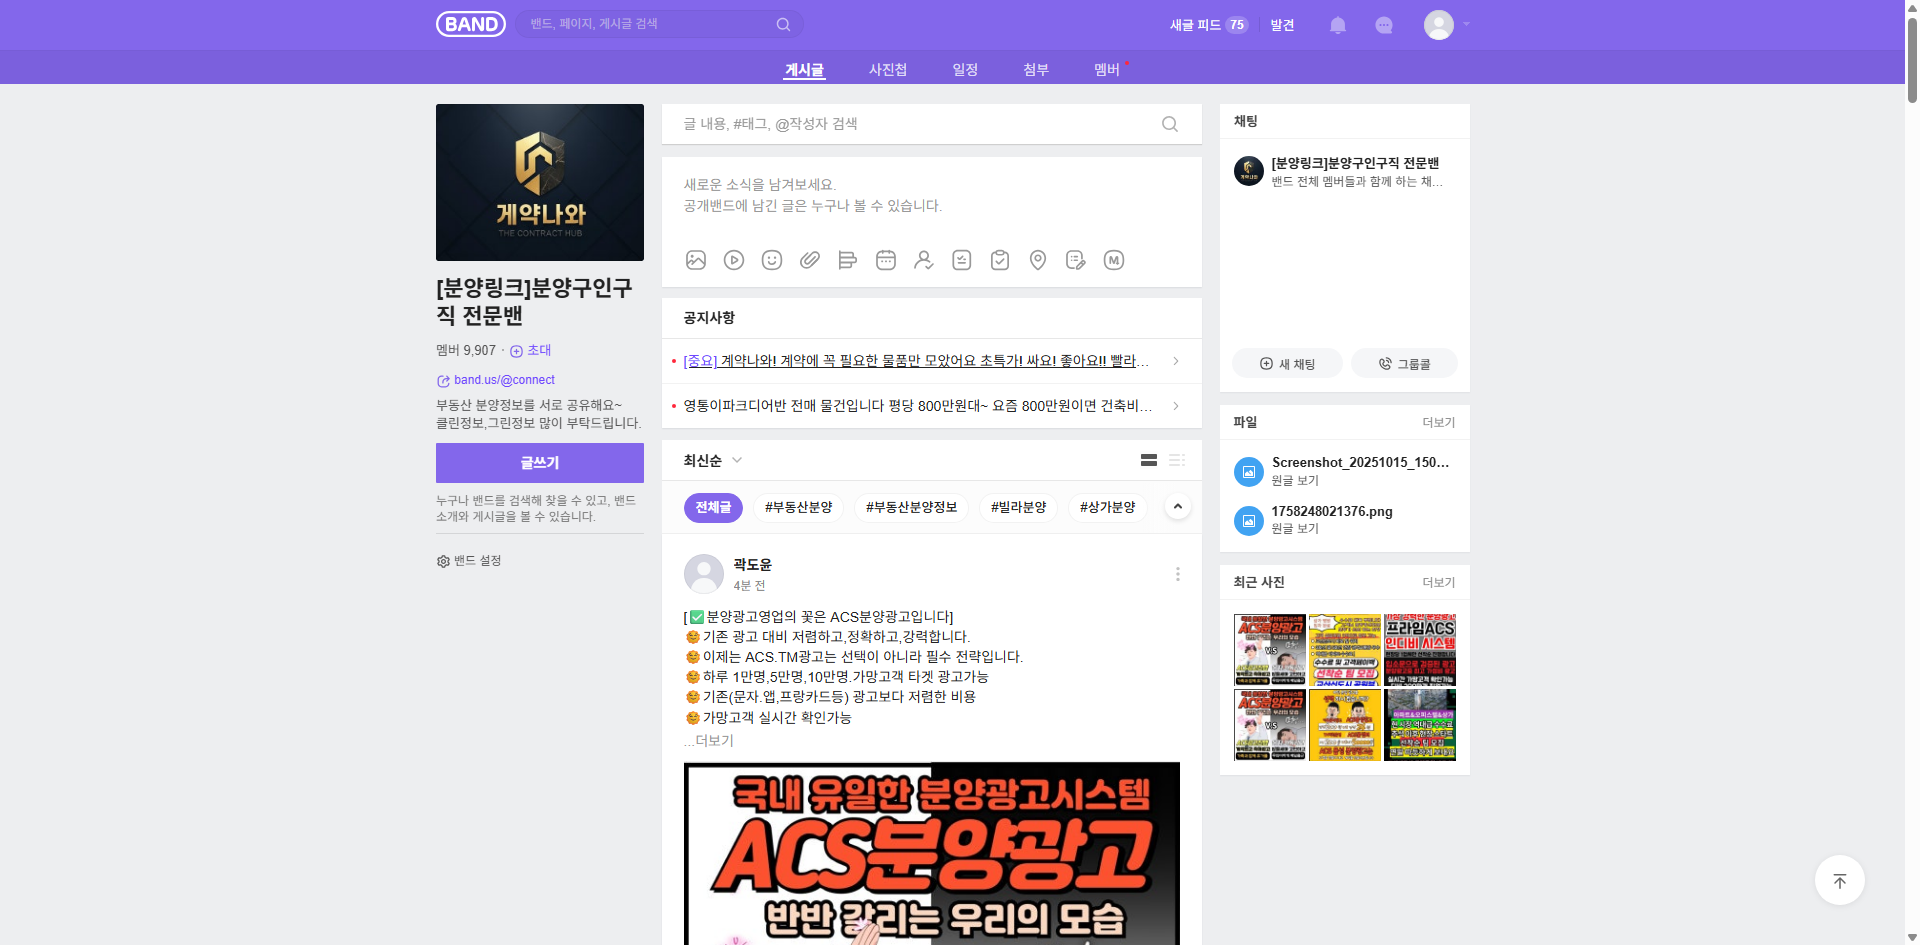 BAND
밴드, 페이지, 게시글 검색
새글 피드 75
발견
게시글
사진첩
일정
첨부
멤버
게약나와
THE CONTRACT HUB
[분양링크]분양구인구
직 전문밴
멤버 9,907 · 초대
band.us/@connect
부동산 분양정보를 서로 공유해요~
클린정보,그린정보 많이 부탁드립니다.
글쓰기
누구나 밴드를 검색해 찾을 수 있고, 밴드
소개와 게시글을 볼 수 있습니다.
밴드 설정
글 내용, #태그, @작성자 검색
새로운 소식을 남겨보세요.
공개밴드에 남긴 글은 누구나 볼 수 있습니다.
공지사항
[중요] 계약나와! 계약에 꼭 필요한 물품만 모았어요 초특가! 싸요! 좋아요!! 빨라...
영통이파크디어반 전매 물건입니다 평당 800만원대~ 요즘 800만원이면 건축비...
최신순
전체글
#부동산분양
#부동산분양정보
#빌라분양
#상가분양
곽도윤
4분 전
[✅분양광고영업의 꽃은 ACS분양광고입니다]
기존 광고 대비 저렴하고,정확하고,강력합니다.
이제는 ACS.TM광고는 선택이 아니라 필수 전략입니다.
하루 1만명,5만명,10만명.가망고객 타겟 광고가능
기존(문자.앱,프랑카드등) 광고보다 저렴한 비용
가망고객 실시간 확인가능
...더보기
국내 유일한 분양광고시스템
ACS분양광고
반반 갈리는 우리의 모습
채팅
[분양링크]분양구인구직 전문밴
밴드 전체 멤버들과 함께 하는 채...
새 채팅
그룹콜
파일
더보기
Screenshot_20251015_150...
원글 보기
1758248021376.png
원글 보기
최근 사진
더보기
ACS분양광고
V.S
수수료 및 고객페이백
선착순 팀 모집
프라임ACS
인디비 시스템
ACS분양광고
V.S